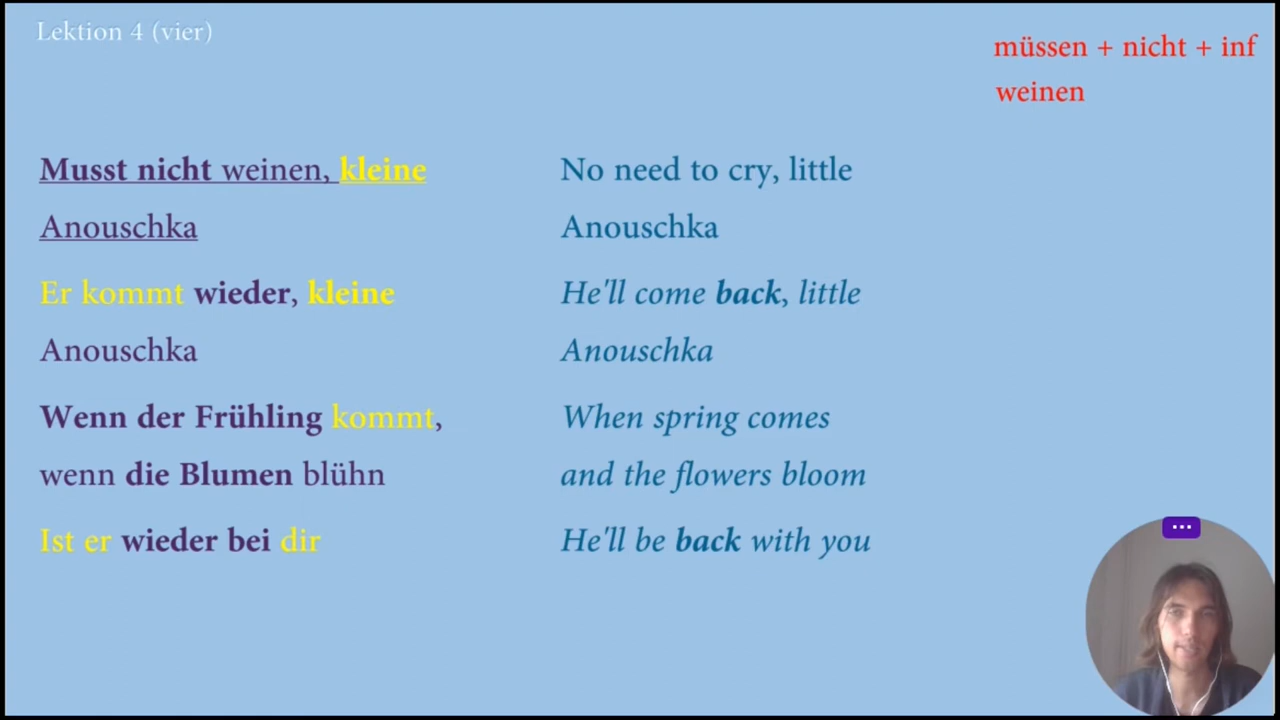 Lektion 4 (vier)
müssen + nicht + inf
weinen
Musst nicht weinen, kleine
Anouschka
Er kommt wieder, kleine
Anouschka
Wenn der Frühling kommt,
wenn die Blumen blühn
Ist er wieder bei dir
No need to cry, little
Anouschka
He'll come back, little
Anouschka
When spring comes
and the flowers bloom
He'll be back with you